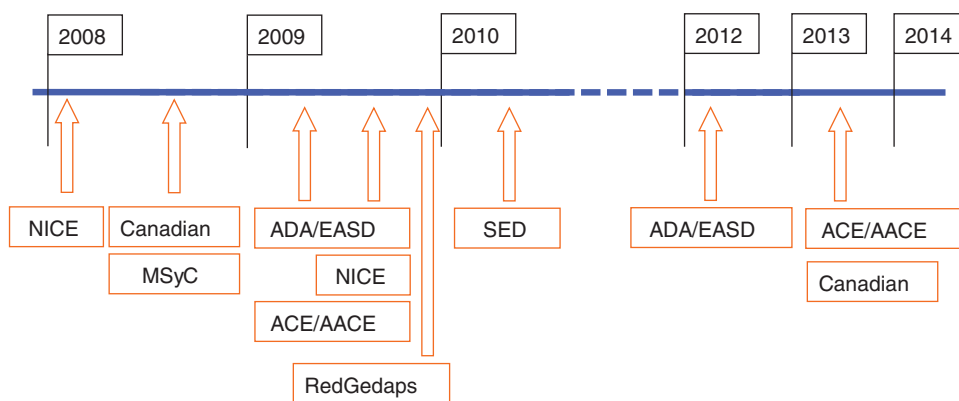 2008 2009 2010 2012 2013 2014
NICE Canadian ADA/EASD SED ADA/EASD ACE/AACE
MSyC NICE Canadian
ACE/AACE
RedGedaps